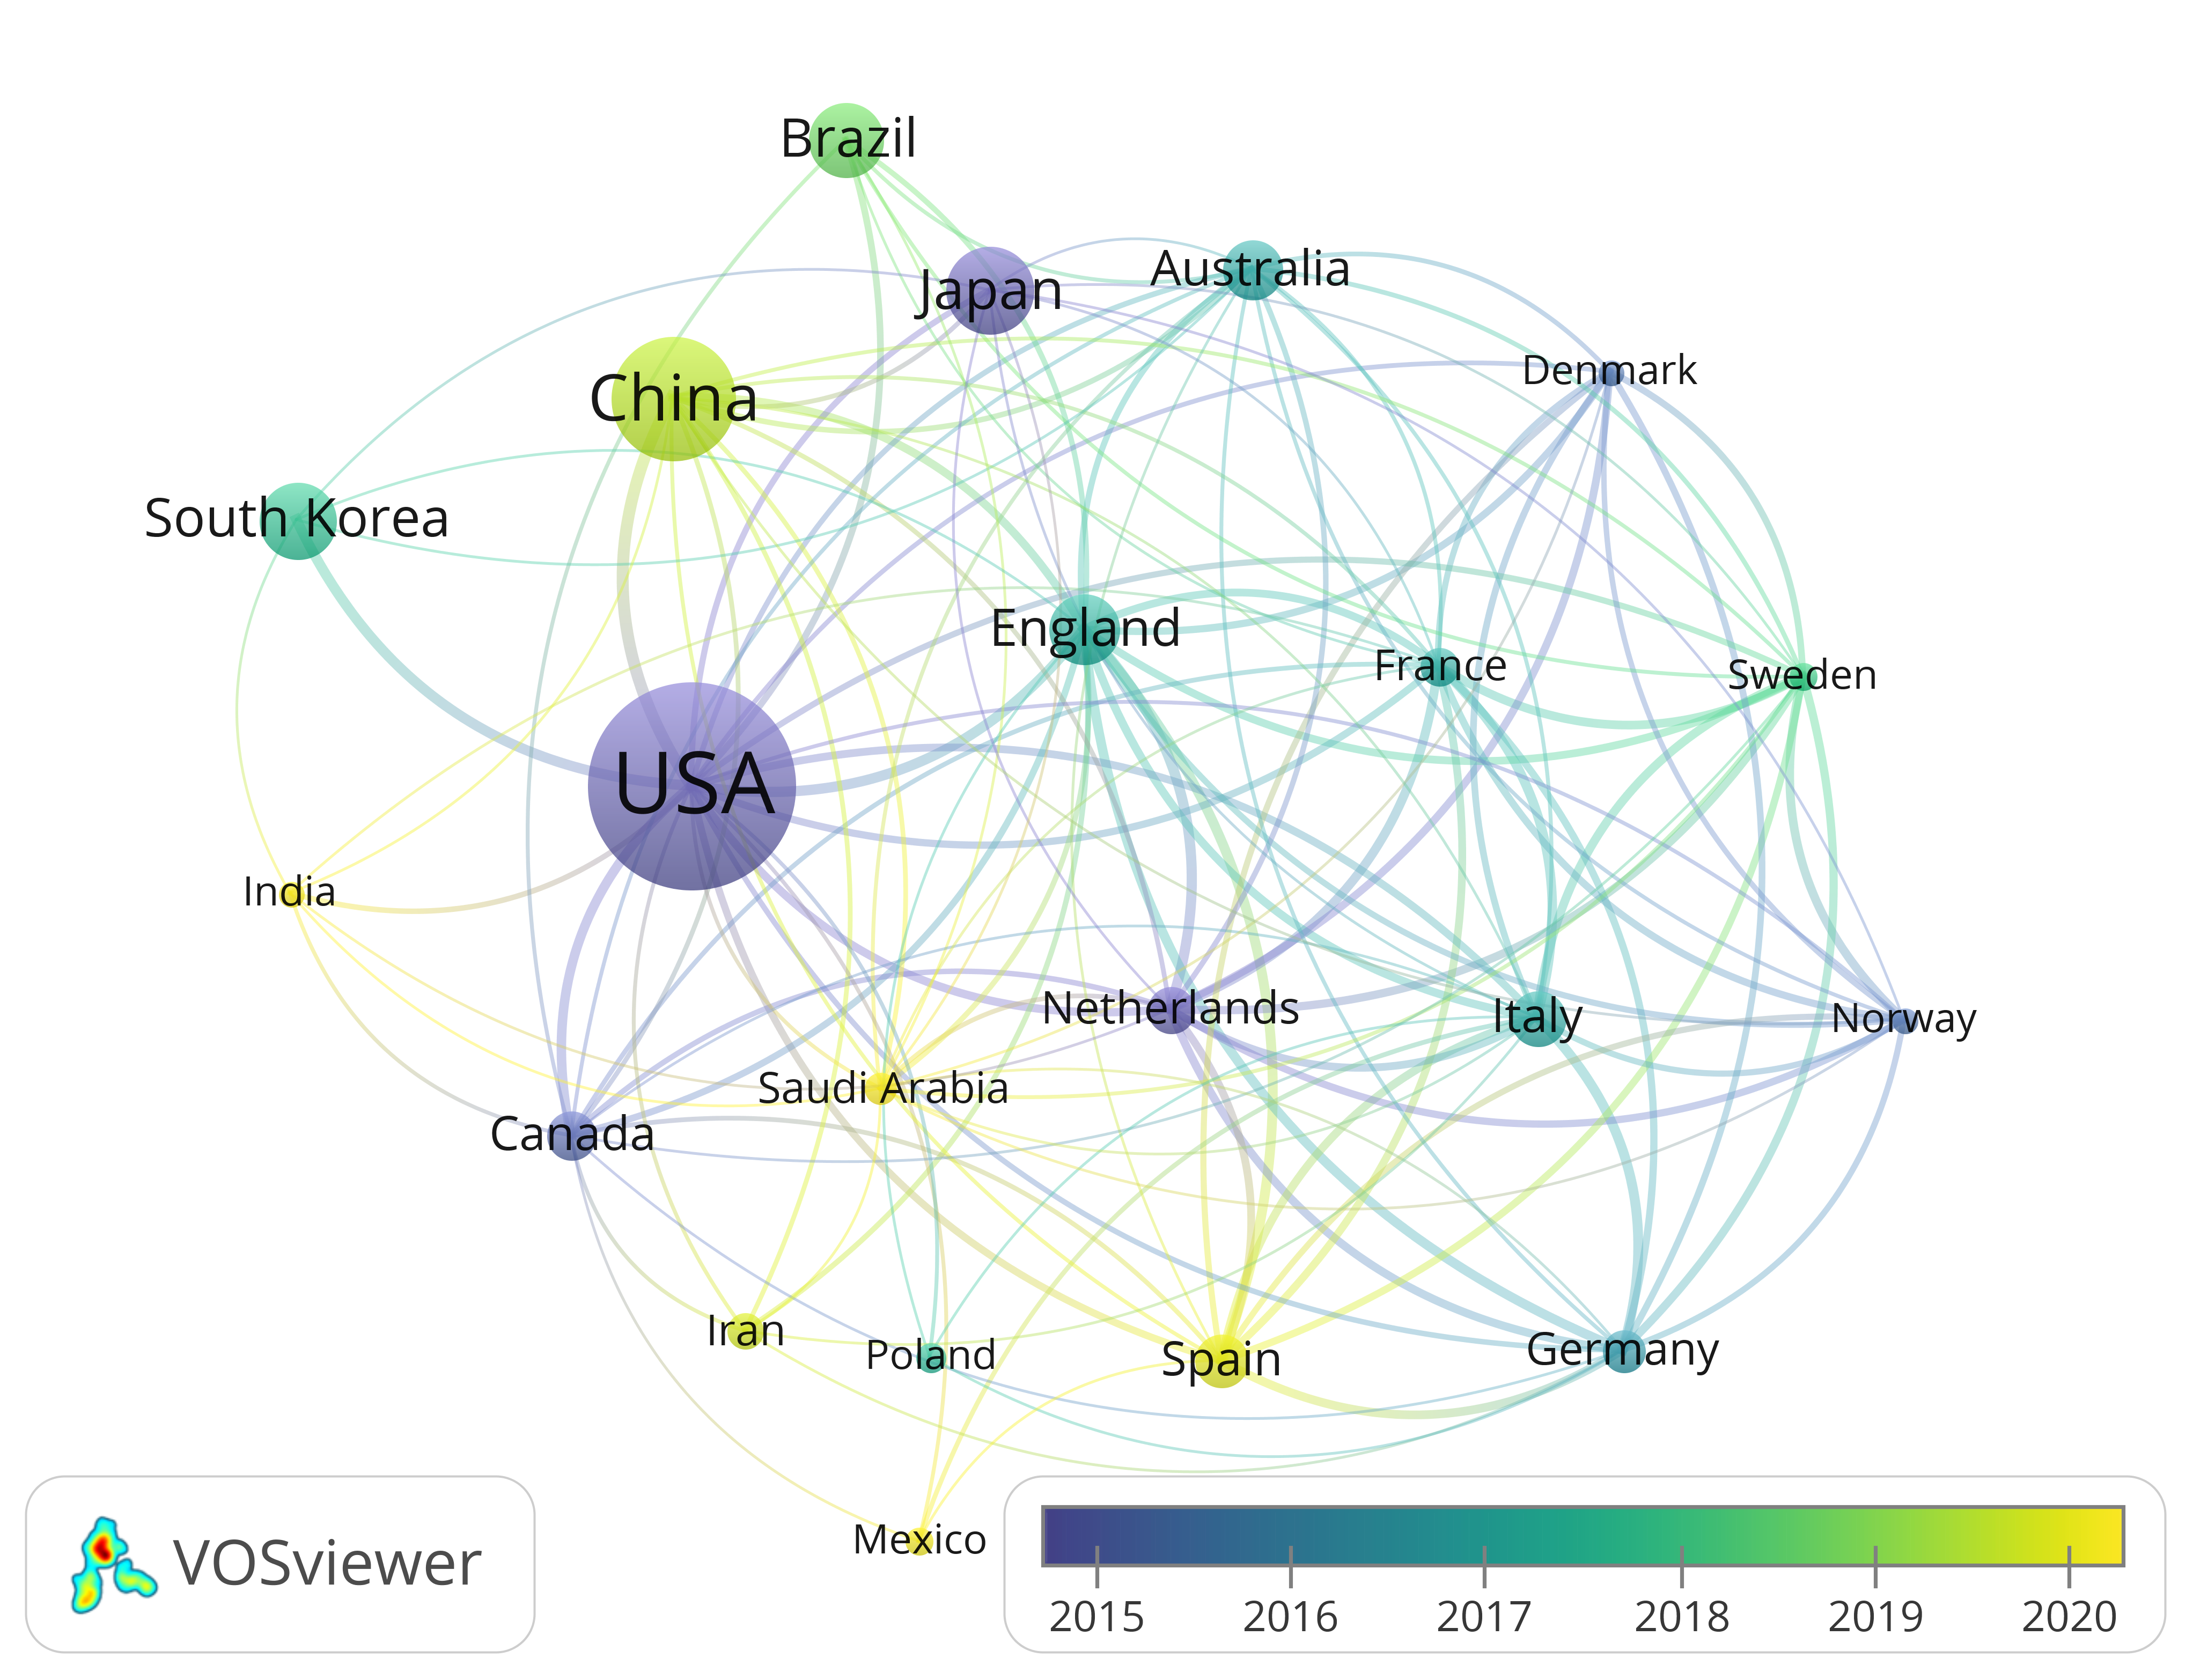 Brazil
Japan
Australia
Denmark
China
South Korea
England
France
Sweden
USA
India
Netherlands
Italy
Norway
Saudi Arabia
Canada
Iran
Poland
Spain
Germany
Mexico
VOSviewer
2015 2016 2017 2018 2019 2020